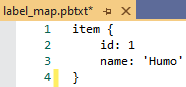 label_map.pbtxt*
1 item {
2 id: 1
3 name: 'Humo'
4 }